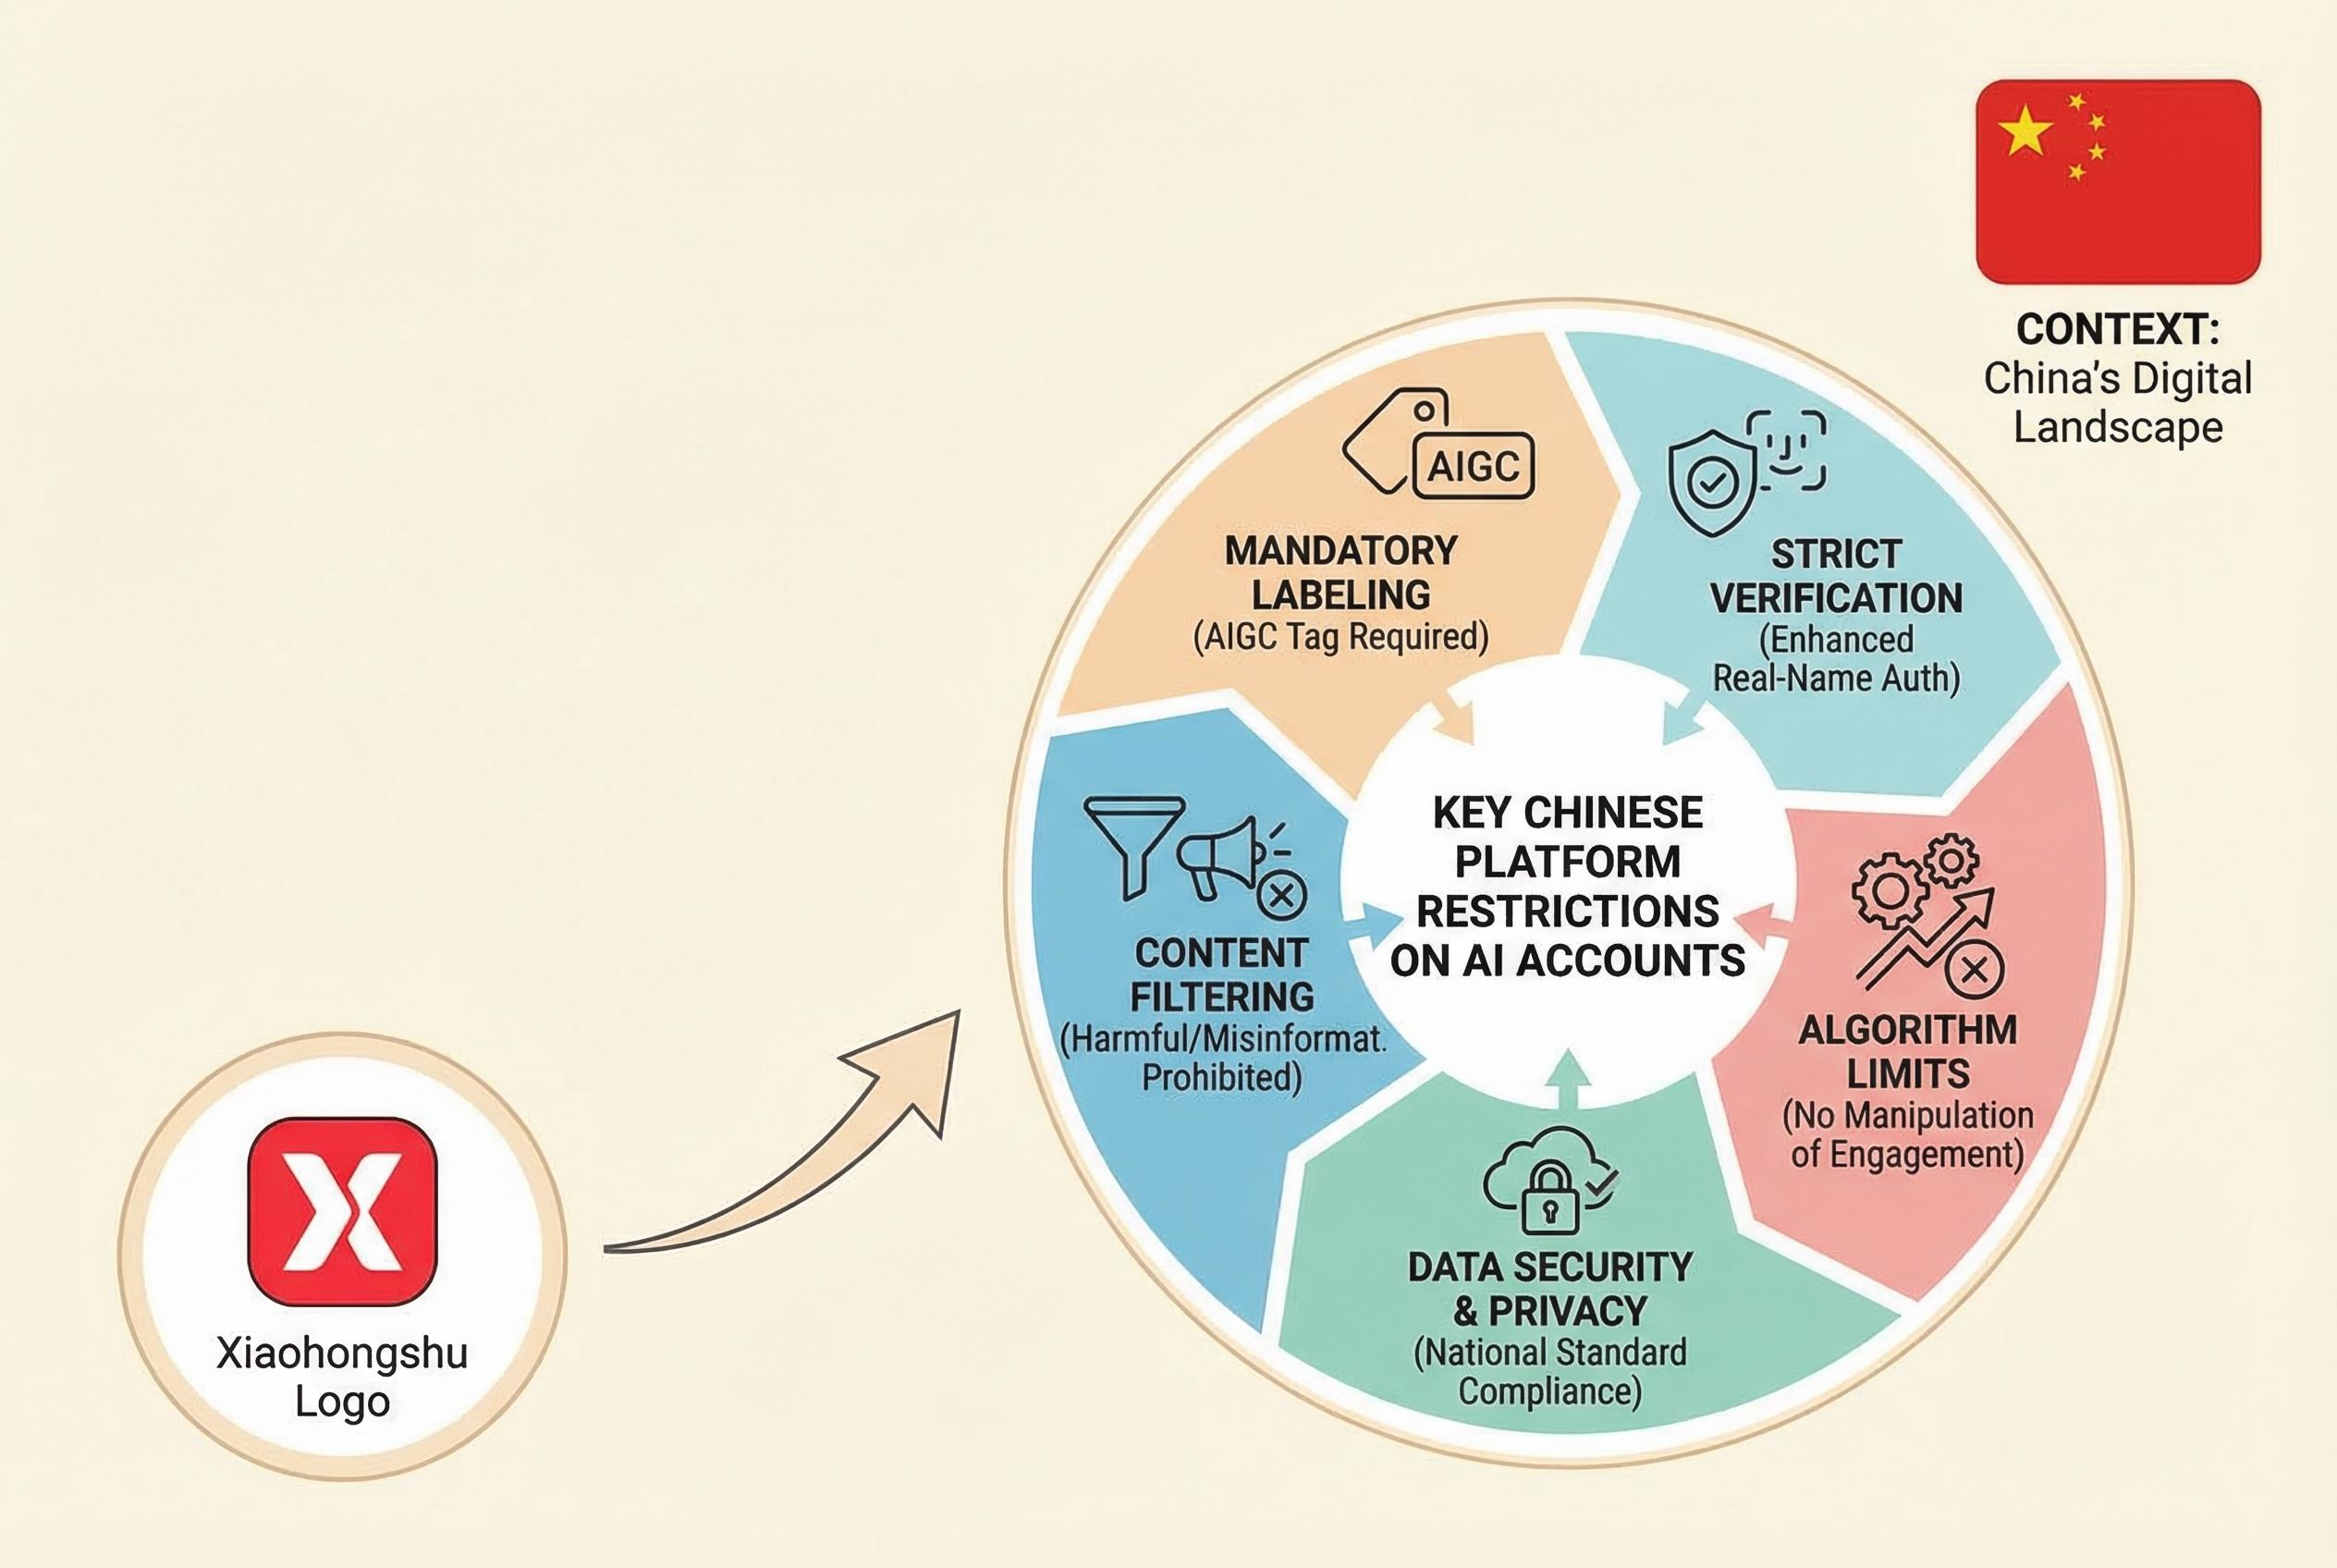 CONTEXT:
China's Digital
Landscape
AIGC
MANDATORY
LABELING
(AIGC Tag Required)
STRICT
VERIFICATION
(Enhanced
Real-Name Auth)
KEY CHINESE
PLATFORM
RESTRICTIONS
ON AI ACCOUNTS
CONTENT
FILTERING
(Harmful/Misinformat.
Prohibited)
ALGORITHM
LIMITS
(No Manipulation
of Engagement)
DATA SECURITY
& PRIVACY
(National Standard
Compliance)
X
Xiaohongshu
Logo